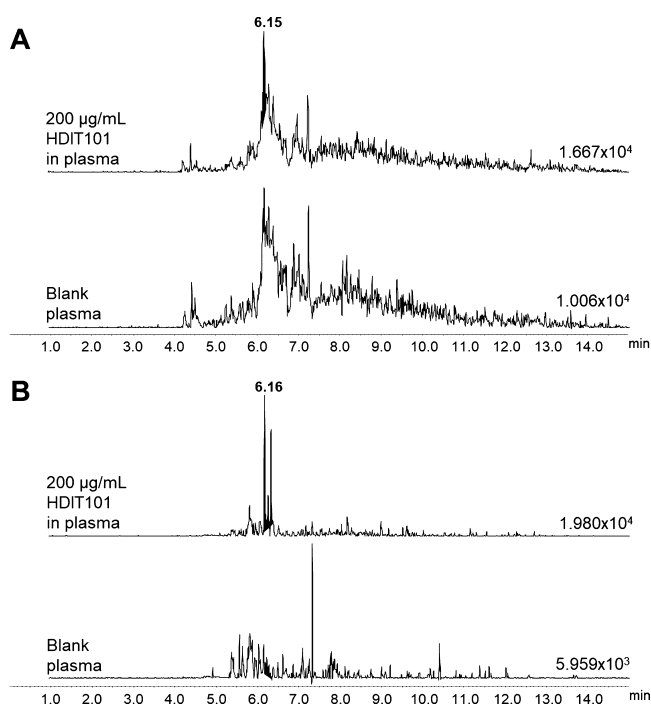 A
6.15
200 µg/mL
HDIT101
in plasma
1.667x10⁴
Blank
plasma
1.006x10⁴
1.0 2.0 3.0 4.0 5.0 6.0 7.0 8.0 9.0 10.0 11.0 12.0 13.0 14.0 min
B
6.16
200 µg/mL
HDIT101
in plasma
1.980x10⁴
Blank
plasma
5.959x10³
1.0 2.0 3.0 4.0 5.0 6.0 7.0 8.0 9.0 10.0 11.0 12.0 13.0 14.0 min